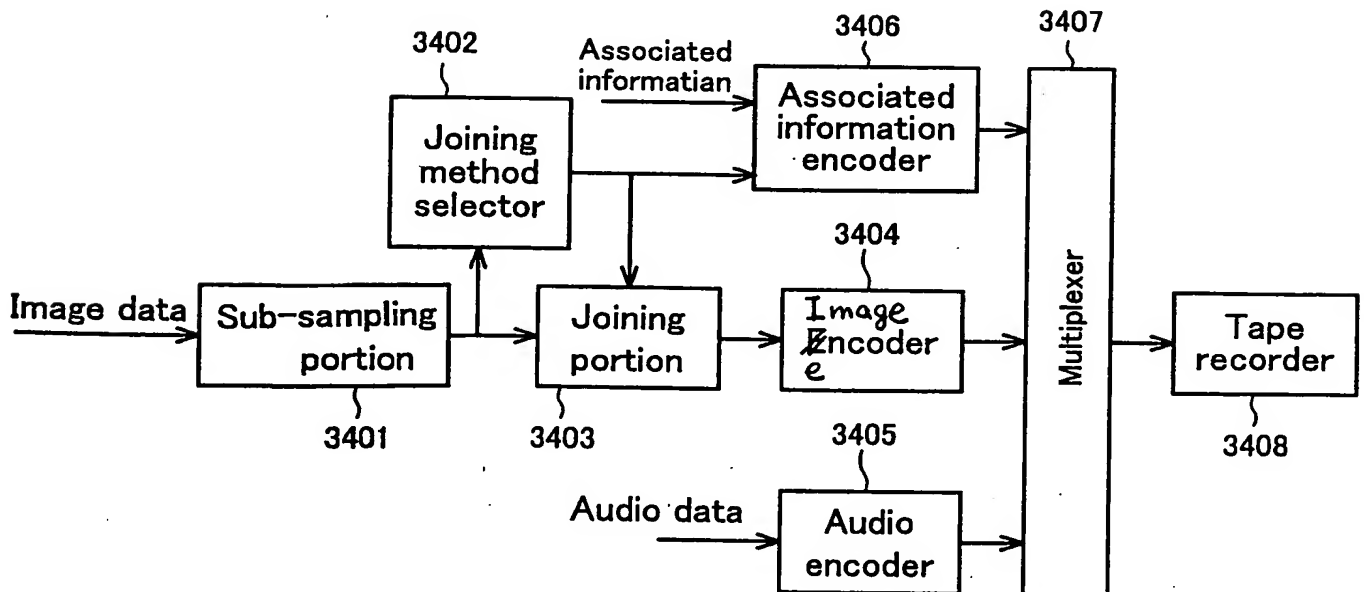 3402
Associated
informatian
3406
3407
Joining
method
selector
Associated
information
encoder
3404
Image data
Sub-sampling
portion
Joining
portion
Image
Encoder
e
Multiplexer
Tape
recorder
3401
3403
3405
3408
Audio data
Audio
encoder